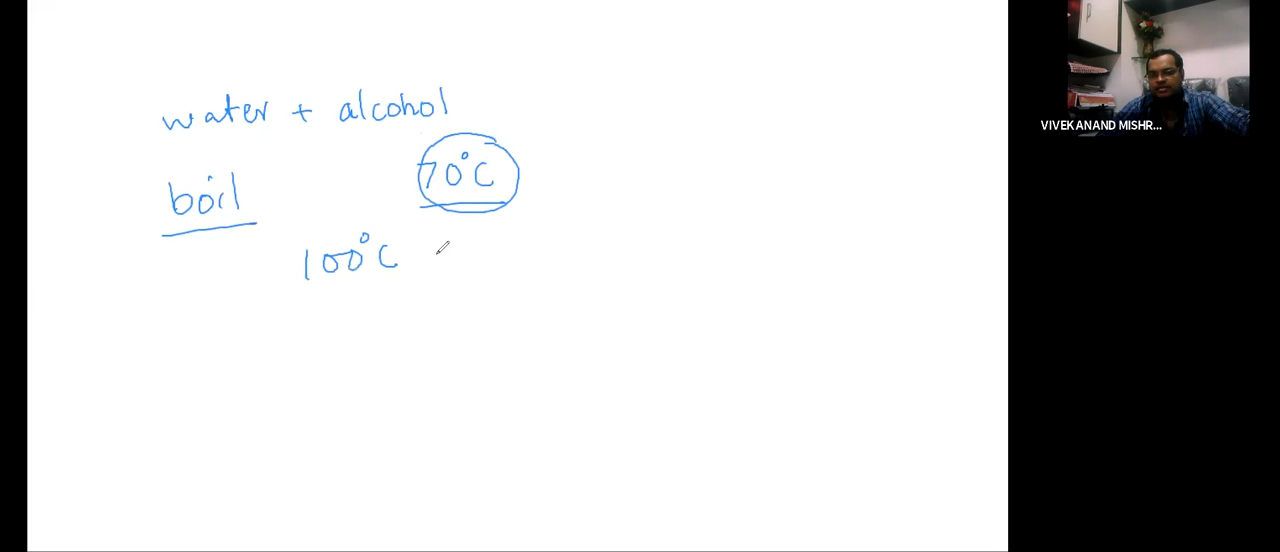 water + alcohol
boil 70°C
100°C
VIVEKANAND MISHR...